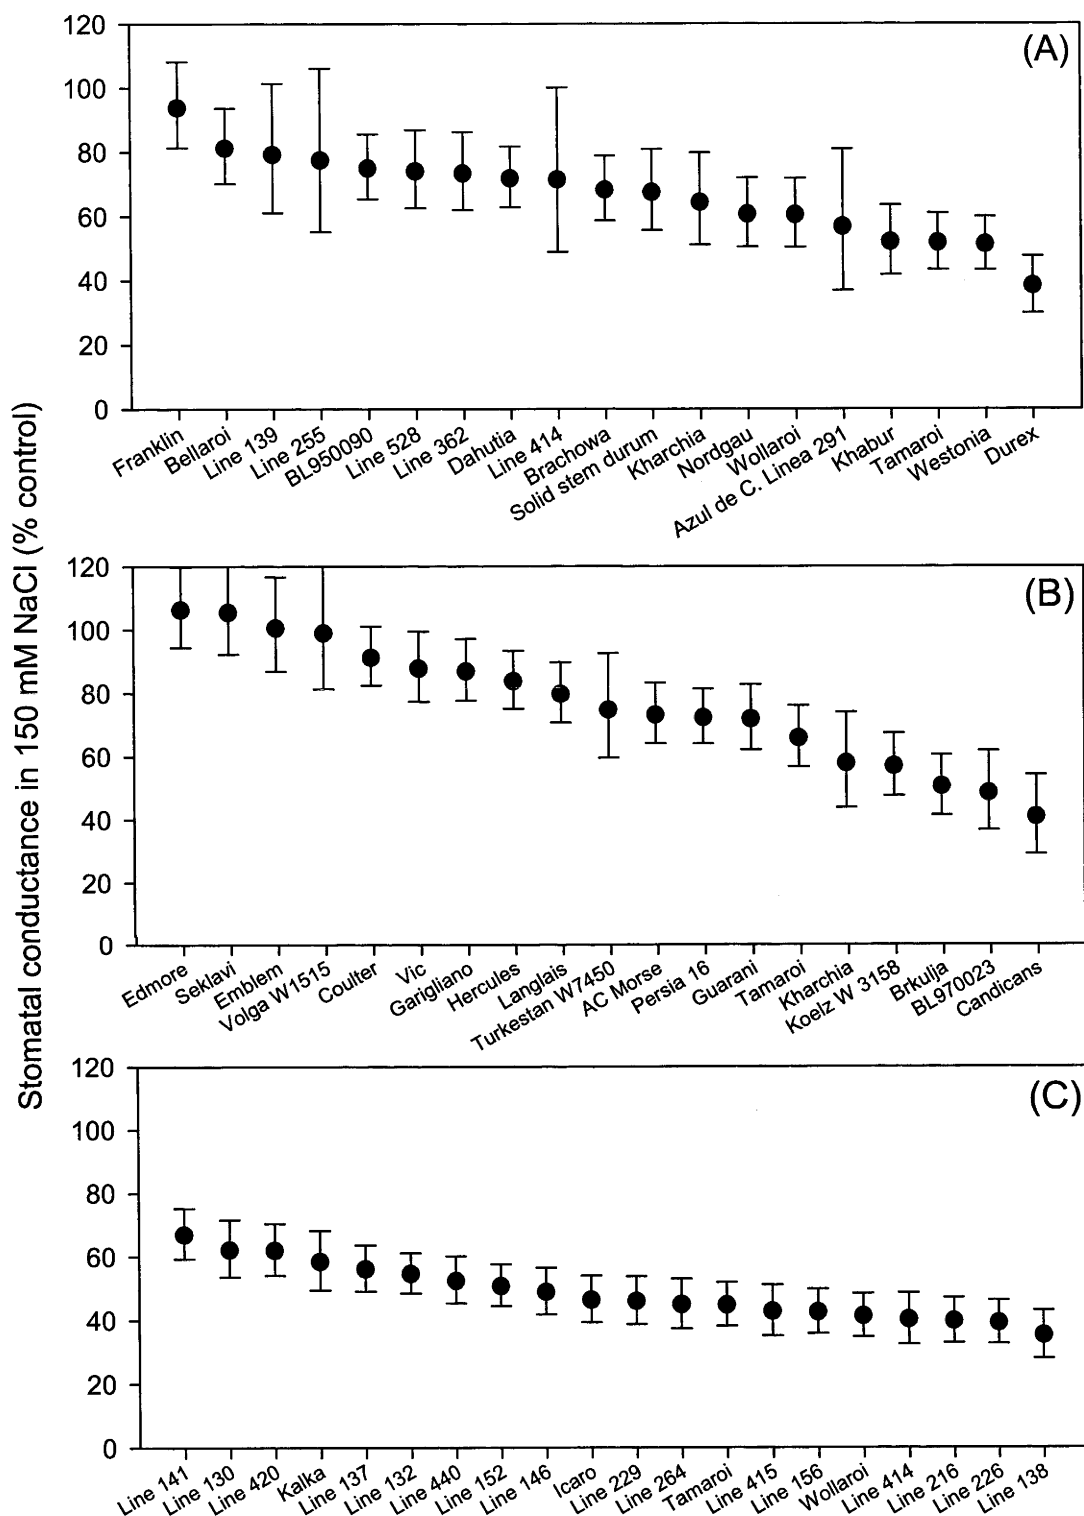 Stomatal conductance in 150 mM NaCl (% control)
(A)
120
100
80
60
40
20
0
Franklin
Bellaroi
Line 139
Line 255
BL950090
Line 528
Line 362
Dahutia
Line 414
Brachowa
Solid stem durum
Kharchia
Nordgau
Wollaroi
Azul de C. Linea 291
Khabur
Tamaroi
Westonia
Durex
(B)
120
100
80
60
40
20
0
Edmore
Seklavi
Emblem
Volga W1515
Coulter
Vic
Garigliano
Hercules
Langlais
Turkestan W7450
AC Morse
Persia 16
Guarani
Tamaroi
Kharchia
Koelz W 3158
Brkulja
BL970023
Candicans
(C)
120
100
80
60
40
20
0
Line 141
Line 130
Line 420
Kalka
Line 137
Line 132
Line 440
Line 152
Line 146
Icaro
Line 229
Line 264
Tamaroi
Line 415
Line 156
Wollaroi
Line 414
Line 216
Line 226
Line 138